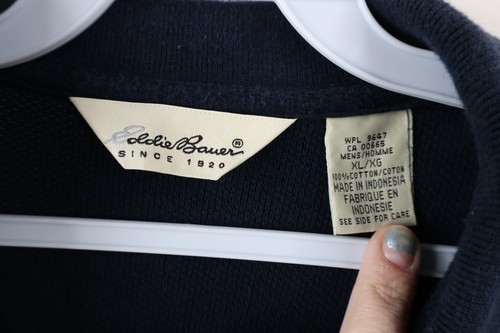 Eddie Bauer®
SINCE 1920
WPL 9647
CA 00665
MENS/HOMME
XL/XG
100%COTTON/COTON
MADE IN INDONESIA
FABRIQUE EN
INDONESIE
SEE SIDE FOR CARE